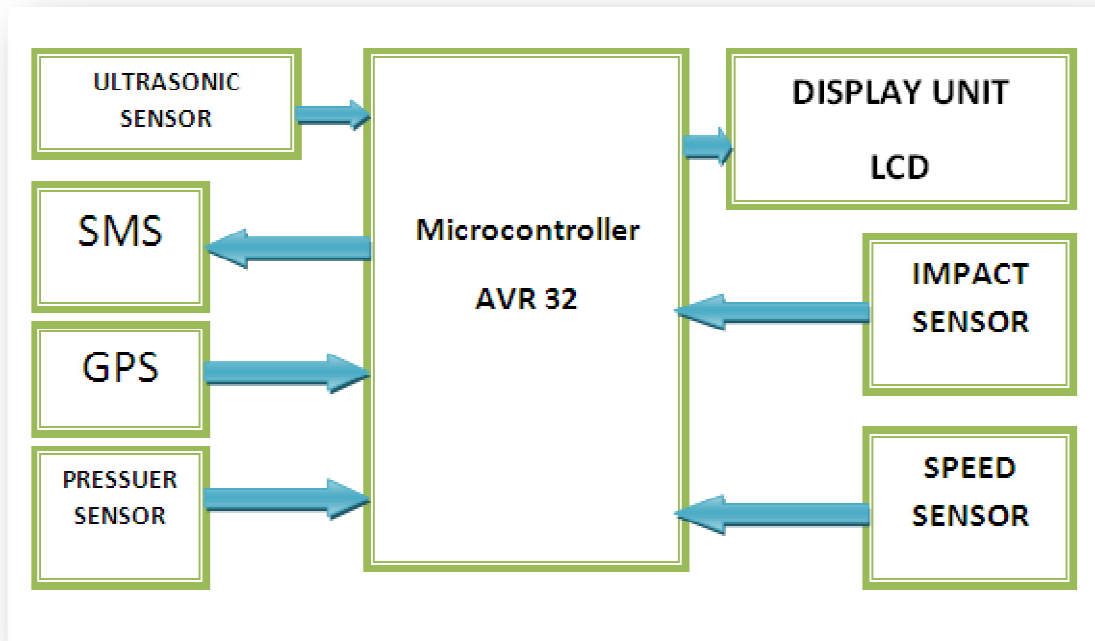 ULTRASONIC
SENSOR
SMS
GPS
PRESSUER
SENSOR
Microcontroller
AVR 32
DISPLAY UNIT
LCD
IMPACT
SENSOR
SPEED
SENSOR